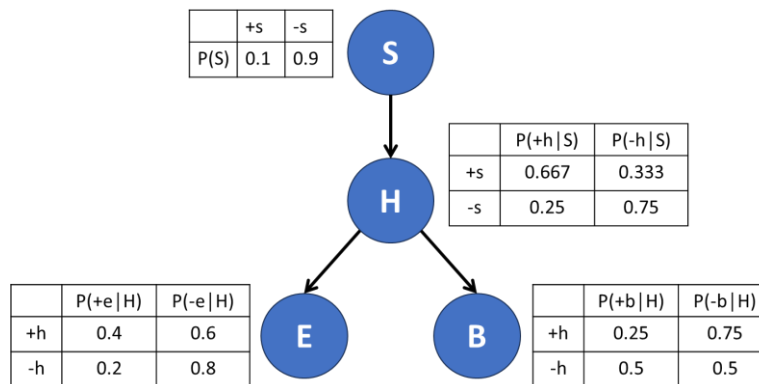 +s -s
P(S) 0.1 0.9
S
P(+h|S) P(-h|S)
+s 0.667 0.333
-s 0.25 0.75
H
P(+e|H) P(-e|H)
+h 0.4 0.6
-h 0.2 0.8
E
B
P(+b|H) P(-b|H)
+h 0.25 0.75
-h 0.5 0.5